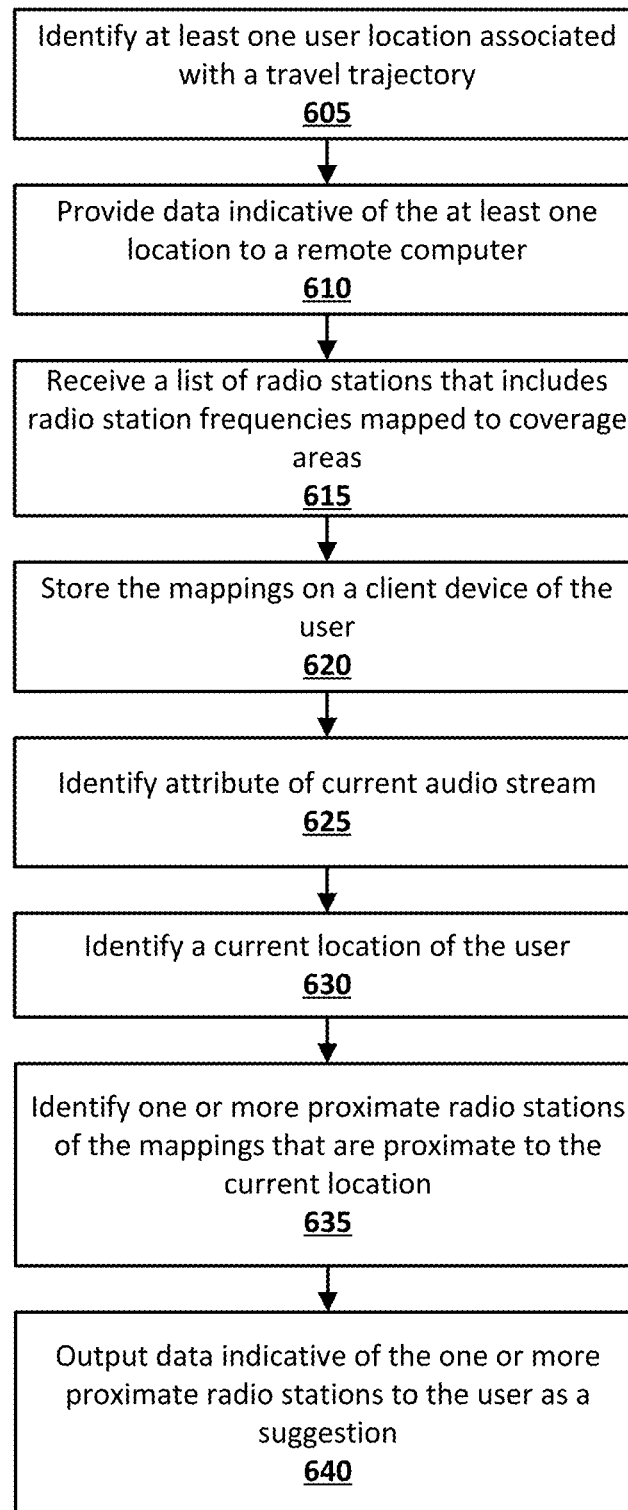 Identify at least one user location associated
with a travel trajectory
605
Provide data indicative of the at least one
location to a remote computer
610
Receive a list of radio stations that includes
radio station frequencies mapped to coverage
areas
615
Store the mappings on a client device of the
user
620
Identify attribute of current audio stream
625
Identify a current location of the user
630
Identify one or more proximate radio stations
of the mappings that are proximate to the
current location
635
Output data indicative of the one or more
proximate radio stations to the user as a
suggestion
640